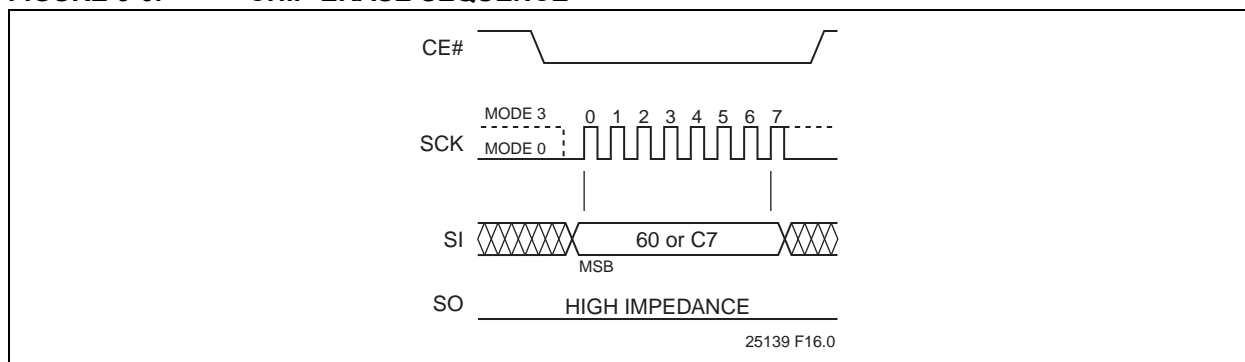 CE#
MODE 3
0 1 2 3 4 5 6 7
SCK
MODE 0
SI
60 or C7
MSB
SO
HIGH IMPEDANCE
25139 F16.0